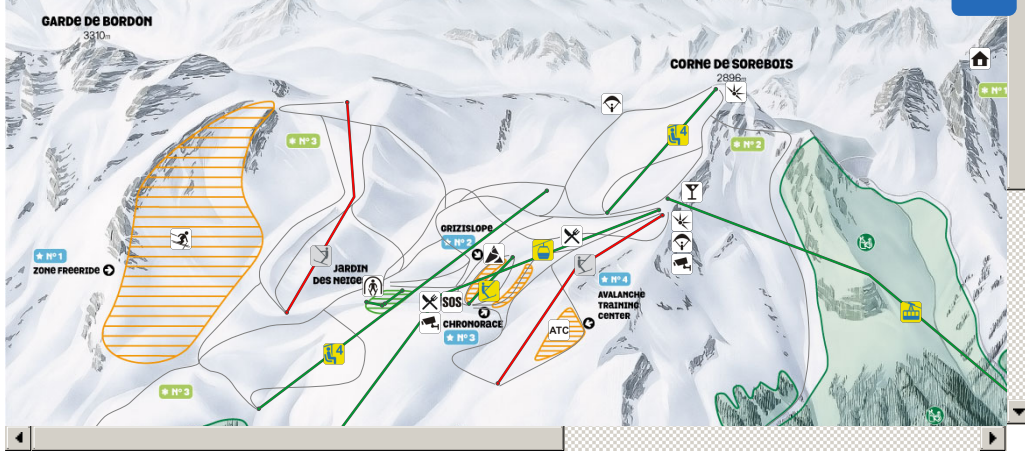 GARDE DE BORDON
3310m
CORNE DE SOREBOIS
2896m
N° 1
4
N° 3
N° 2
GRIZISLOPE
N° 2
N° 1
ZONE FREERIDE
JARDIN
DES NEIGES
N° 4
AVALANCHE
TRAINING
CENTER
SOS
CHRONORACE
N° 3
ATC
4
N° 3